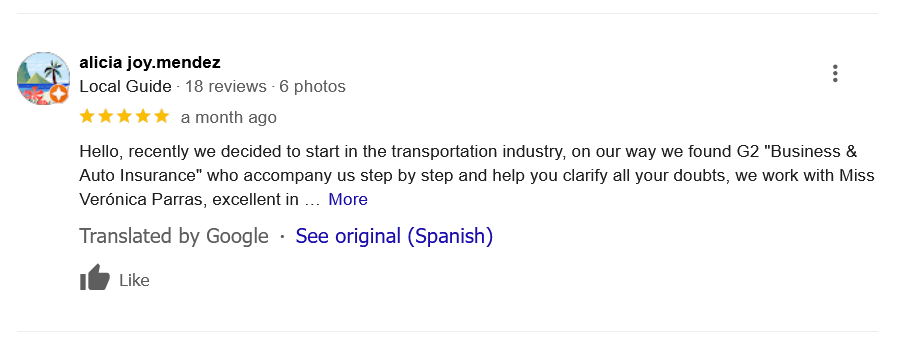 alicia joy.mendez
Local Guide · 18 reviews · 6 photos
a month ago
Hello, recently we decided to start in the transportation industry, on our way we found G2 "Business &
Auto Insurance" who accompany us step by step and help you clarify all your doubts, we work with Miss
Verónica Parras, excellent in … More
Translated by Google · See original (Spanish)
Like